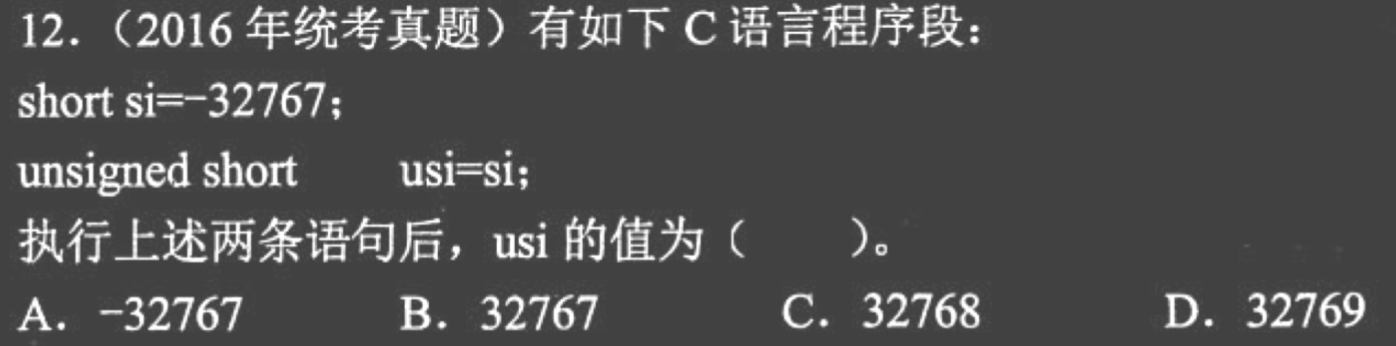 12.（2016 年统考真题）有如下 C 语言程序段：
short si=-32767；
unsigned short usi=si；
执行上述两条语句后，usi 的值为（ ）。
A. -32767 B. 32767 C. 32768 D. 32769